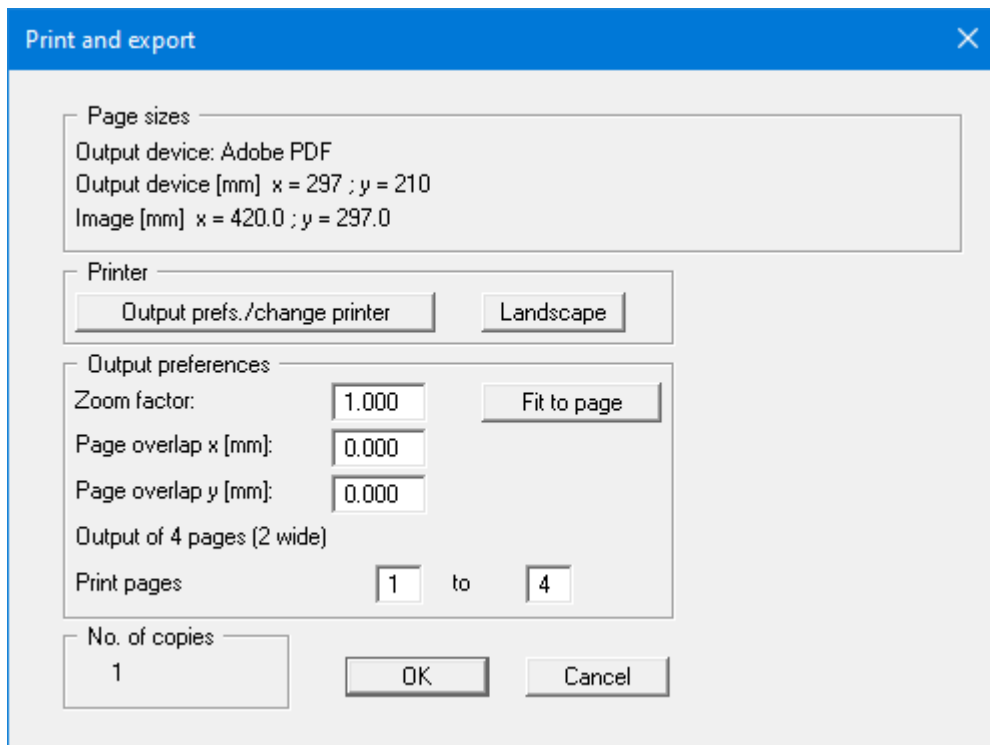 Print and export
Page sizes
Output device: Adobe PDF
Output device [mm]  x = 297 ; y = 210
Image [mm]  x = 420.0 ; y = 297.0
Printer
Output prefs./change printer
Landscape
Output preferences
Zoom factor: 1.000 Fit to page
Page overlap x [mm]: 0.000
Page overlap y [mm]: 0.000
Output of 4 pages (2 wide)
Print pages 1 to 4
No. of copies
1
OK
Cancel